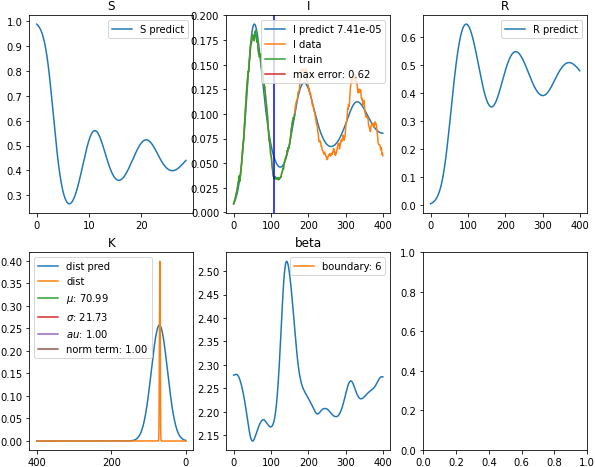 S
I
R
S predict
I predict 7.41e-05
I data
I train
max error: 0.62
R predict
1.0
0.9
0.8
0.7
0.6
0.5
0.4
0.3
0 10 20
0.200
0.175
0.150
0.125
0.100
0.075
0.050
0.025
0.000
0 100 200 300 400
0.6
0.5
0.4
0.3
0.2
0.1
0.0
0 100 200 300 400
K
beta
dist pred
dist
μ: 70.99
σ: 21.73
au: 1.00
norm term: 1.00
boundary: 6
0.40
0.35
0.30
0.25
0.20
0.15
0.10
0.05
0.00
400 200 0
2.50
2.45
2.40
2.35
2.30
2.25
2.20
2.15
0 100 200 300 400
1.0
0.8
0.6
0.4
0.2
0.0
0.0 0.2 0.4 0.6 0.8 1.0